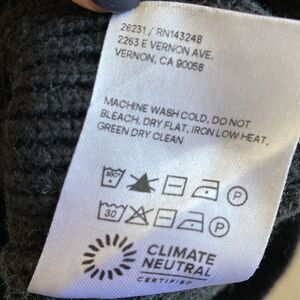 26231 / RN143248
2263 E VERNON AVE.
VERNON, CA 90058
MACHINE WASH COLD, DO NOT
BLEACH, DRY FLAT, IRON LOW HEAT,
GREEN DRY CLEAN
P
30
P
CLIMATE
NEUTRAL
CERTIFIED